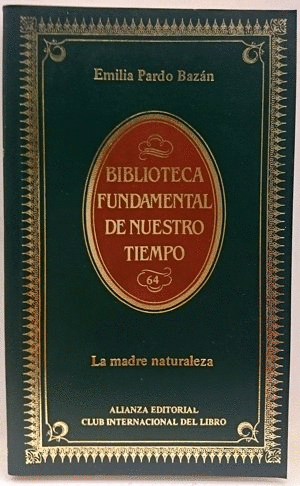 Emilia Pardo Bazán
BIBLIOTECA
FUNDAMENTAL
DE NUESTRO
TIEMPO
64
La madre naturaleza
ALIANZA EDITORIAL
CLUB INTERNACIONAL DEL LIBRO